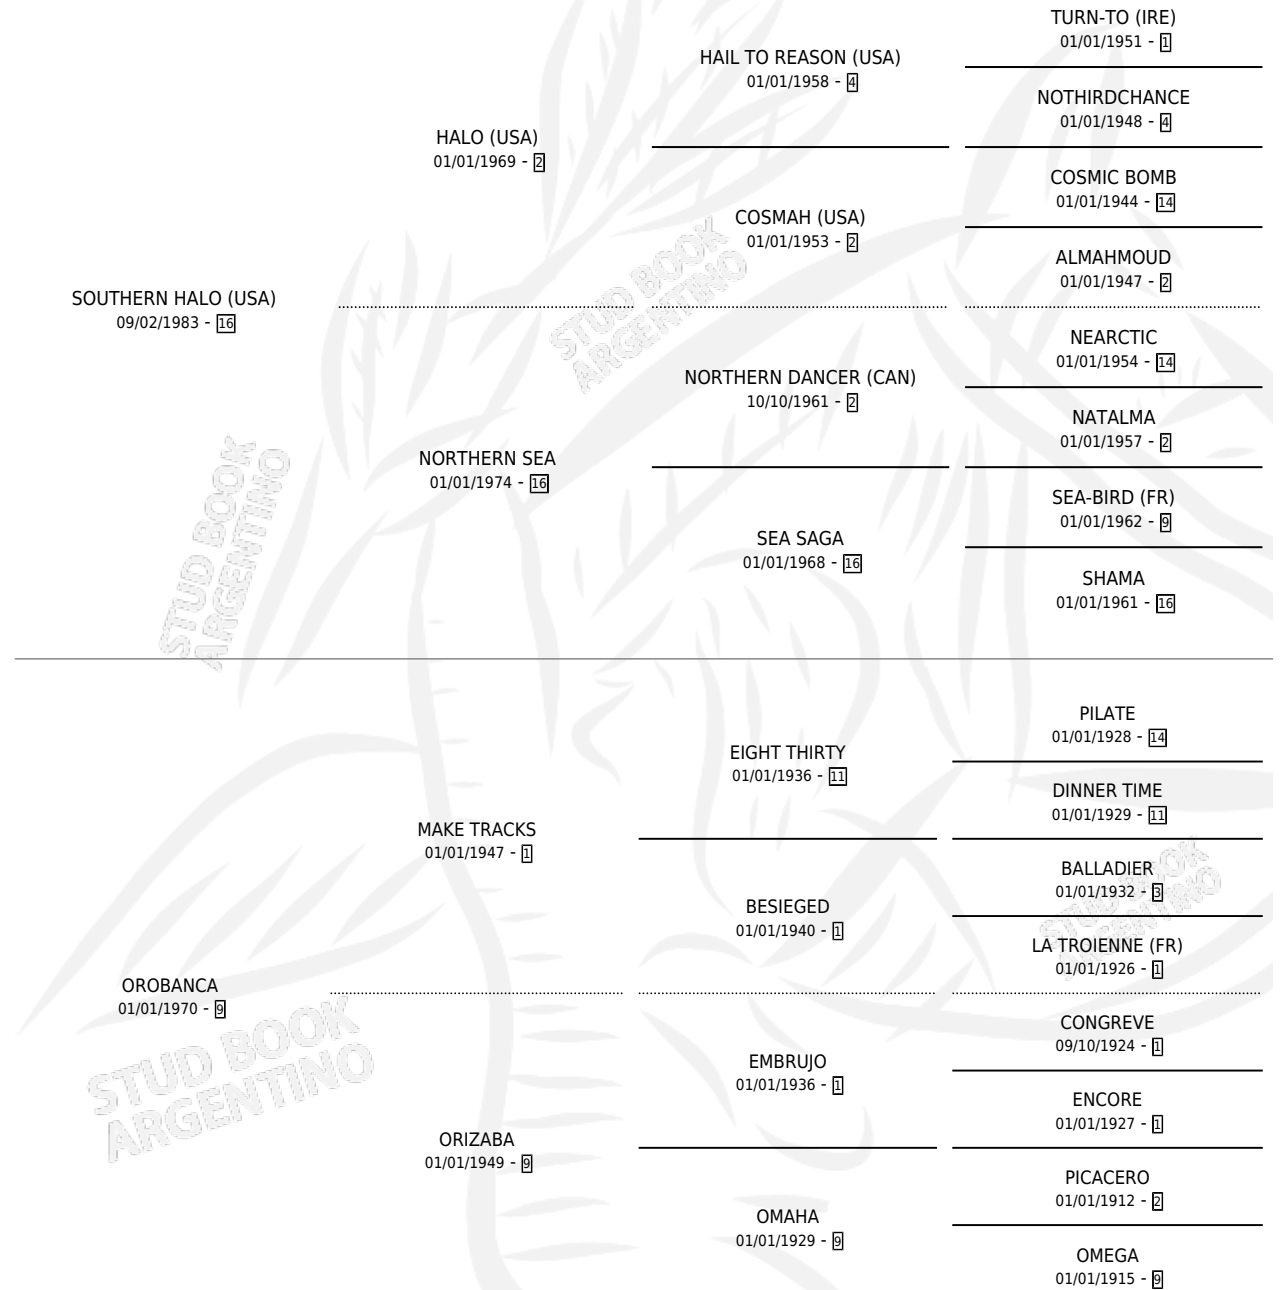 TURN-TO (IRE)
01/01/1951 - 1
HAIL TO REASON (USA)
01/01/1958 - 4
NOTHIRDCHANCE
01/01/1948 - 4
HALO (USA)
01/01/1969 - 2
COSMIC BOMB
01/01/1944 - 14
COSMAH (USA)
01/01/1953 - 2
ALMAHMOUD
01/01/1947 - 2
SOUTHERN HALO (USA)
09/02/1983 - 16
NEARCTIC
01/01/1954 - 14
NORTHERN DANCER (CAN)
10/10/1961 - 2
NATALMA
01/01/1957 - 2
NORTHERN SEA
01/01/1974 - 16
SEA-BIRD (FR)
01/01/1962 - 9
SEA SAGA
01/01/1968 - 16
SHAMA
01/01/1961 - 16
STUD BOOK
ARGENTINO
STUD BOOK
ARGENTINO
PILATE
01/01/1928 - 14
EIGHT THIRTY
01/01/1936 - 11
DINNER TIME
01/01/1929 - 11
MAKE TRACKS
01/01/1947 - 1
BALLADIER
01/01/1932 - 3
BESIEGED
01/01/1940 - 1
LA TROIENNE (FR)
01/01/1926 - 1
OROBANCA
01/01/1970 - 9
CONGREVE
09/10/1924 - 1
EMBRUJO
01/01/1936 - 1
ENCORE
01/01/1927 - 1
ORIZABA
01/01/1949 - 9
PICACERO
01/01/1912 - 2
OMAHA
01/01/1929 - 9
OMEGA
01/01/1915 - 9
STUD BOOK
ARGENTINO
STUD BOOK
ARGENTINO